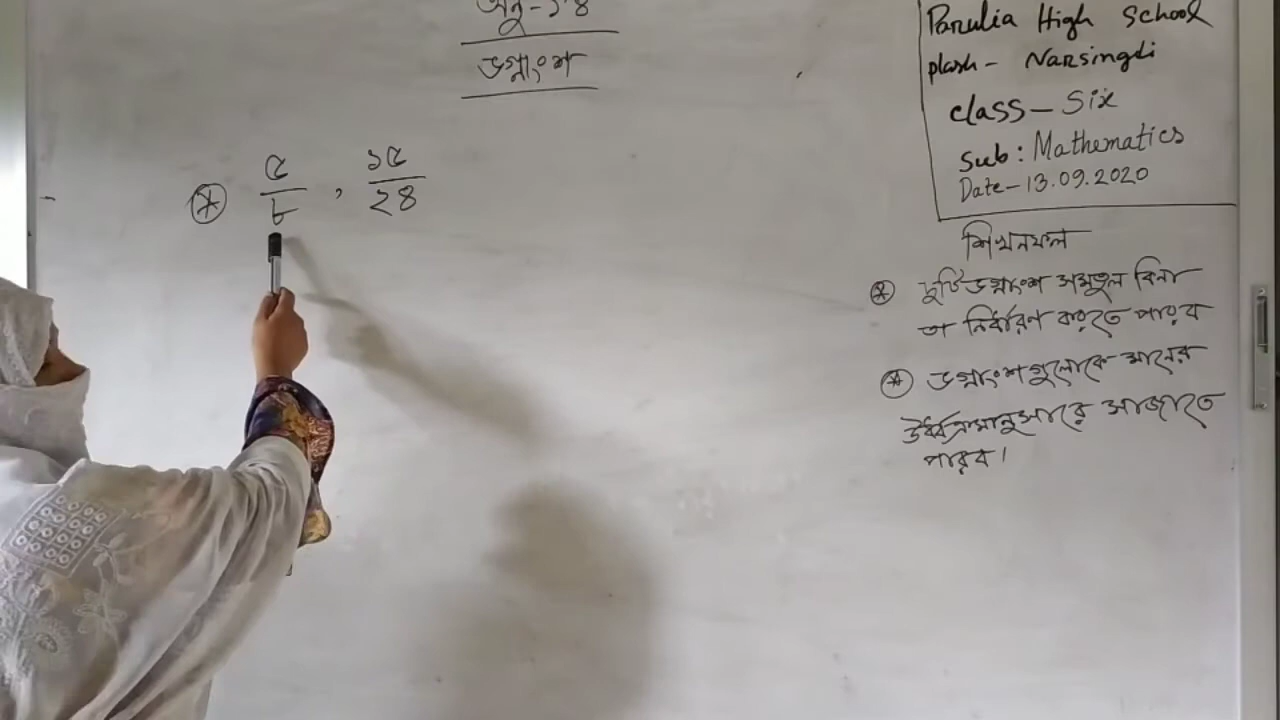 অনু - ১.৪
ভগ্নাংশ
৫/৮ , ১৫/২৪
Parulia High School
plash - Narsingdi
class - Six
Sub : Mathematics
Date - 13.09.2020
শিখনফল
দুটি ভগ্নাংশ সমতুল কিনা
তা নির্ধারণ করতে পারব
ভগ্নাংশগুলোকে মানের
ঊর্ধ্বক্রমানুসারে সাজাতে
পারব।